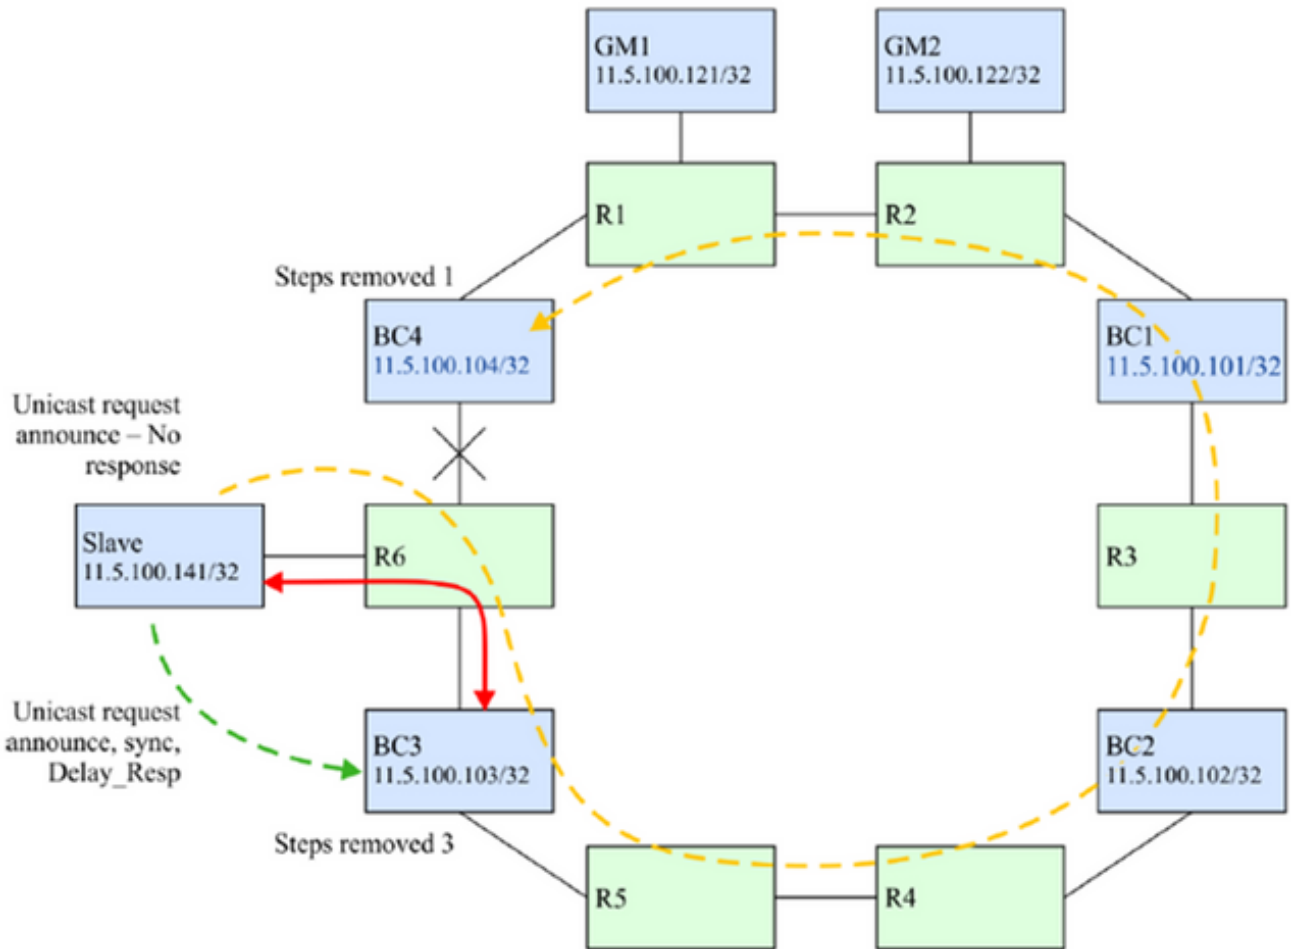 GM1
11.5.100.121/32
GM2
11.5.100.122/32
R1
R2
Steps removed 1
BC4
11.5.100.104/32
BC1
11.5.100.101/32
Unicast request
announce – No
response
Slave
11.5.100.141/32
R6
R3
Unicast request
announce, sync,
Delay_Resp
BC3
11.5.100.103/32
BC2
11.5.100.102/32
Steps removed 3
R5
R4